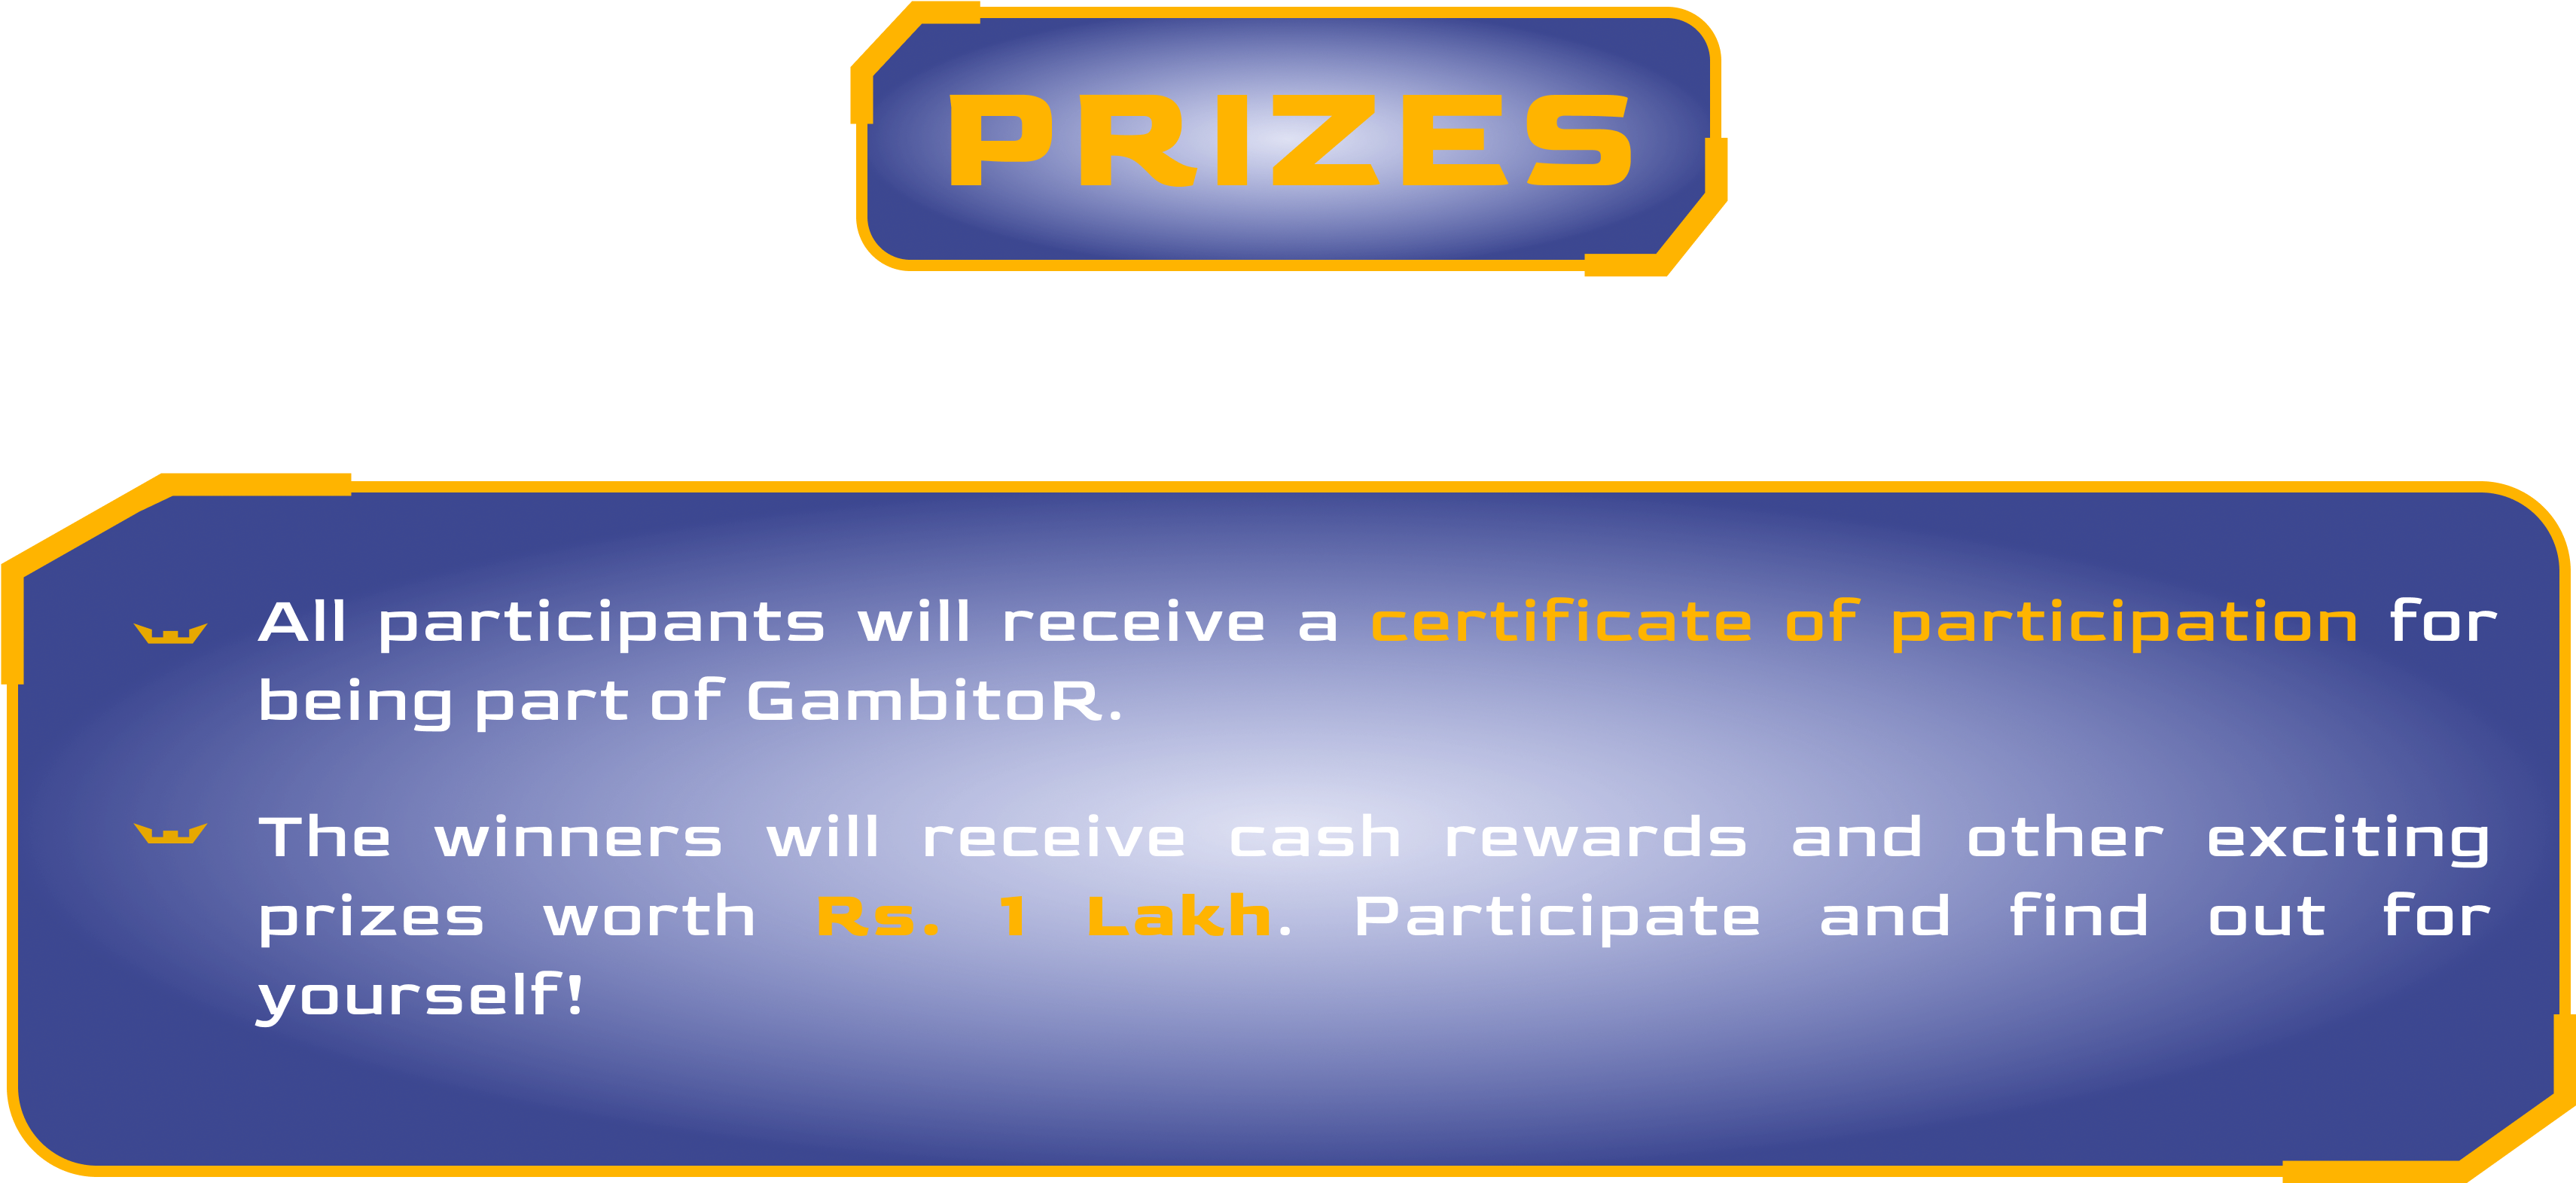 PRIZES
All participants will receive a certificate of participation for
being part of GambitoR.
The winners will receive cash rewards and other exciting
prizes worth Rs. 1 Lakh. Participate and find out for
yourself!